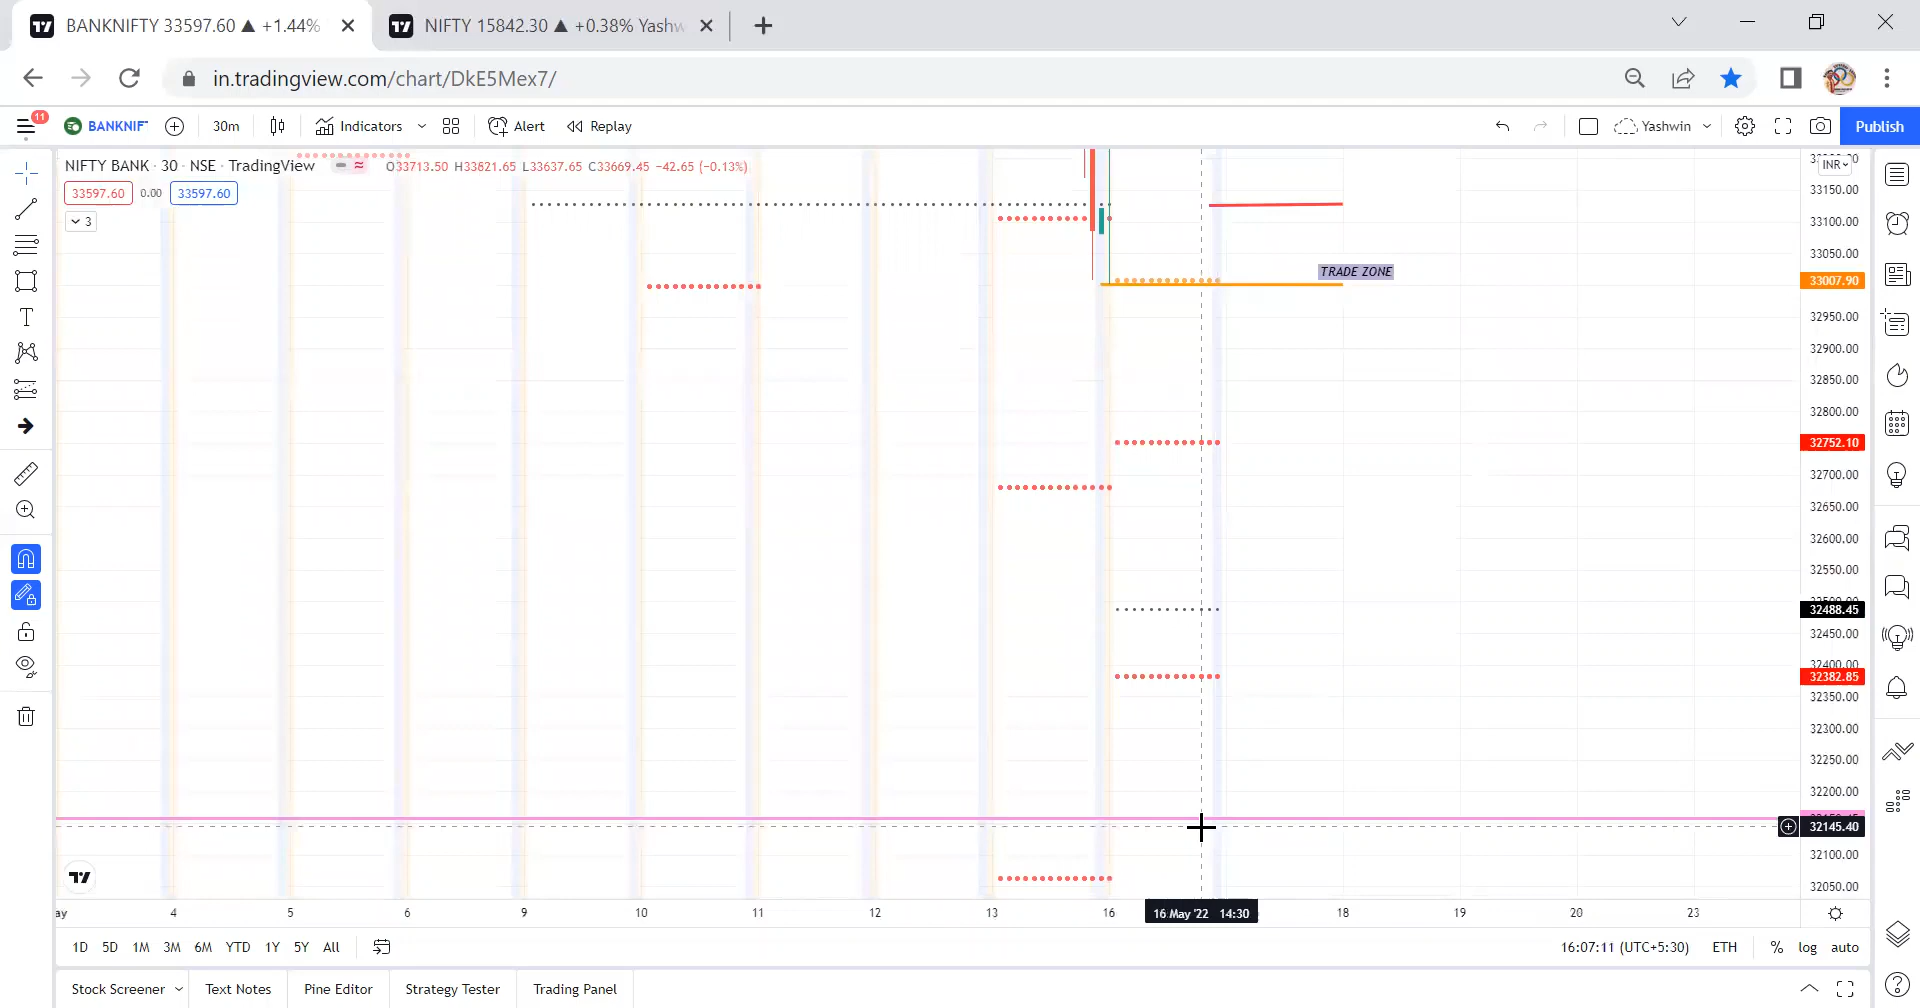 BANKNIFTY 33597.60 ▲ +1.44%
NIFTY 15842.30 ▲ +0.38% Yashw
in.tradingview.com/chart/DkE5Mex7/
11
BANKNIF
30m
Indicators
Alert
Replay
Yashwin
Publish
NIFTY BANK · 30 · NSE · TradingView
O33713.50 H33821.65 L33637.65 C33669.45 −42.65 (−0.13%)
INR
33597.60
0.00
33597.60
3
33150.00
33100.00
33050.00
TRADE ZONE
33007.90
32950.00
32900.00
32850.00
32800.00
32752.10
32700.00
32650.00
32600.00
32550.00
32488.45
32450.00
32400.00
32382.85
32350.00
32300.00
32250.00
32200.00
32145.40
32100.00
32050.00
ay
4
5
6
9
10
11
12
13
16
16 May '22 14:30
18
19
20
23
1D
5D
1M
3M
6M
YTD
1Y
5Y
All
16:07:11 (UTC+5:30)
ETH
%
log
auto
Stock Screener
Text Notes
Pine Editor
Strategy Tester
Trading Panel